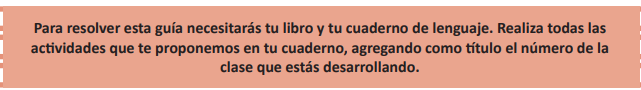 Para resolver esta guía necesitarás tu libro y tu cuaderno de lenguaje. Realiza todas las
actividades que te proponemos en tu cuaderno, agregando como título el número de la
clase que estás desarrollando.